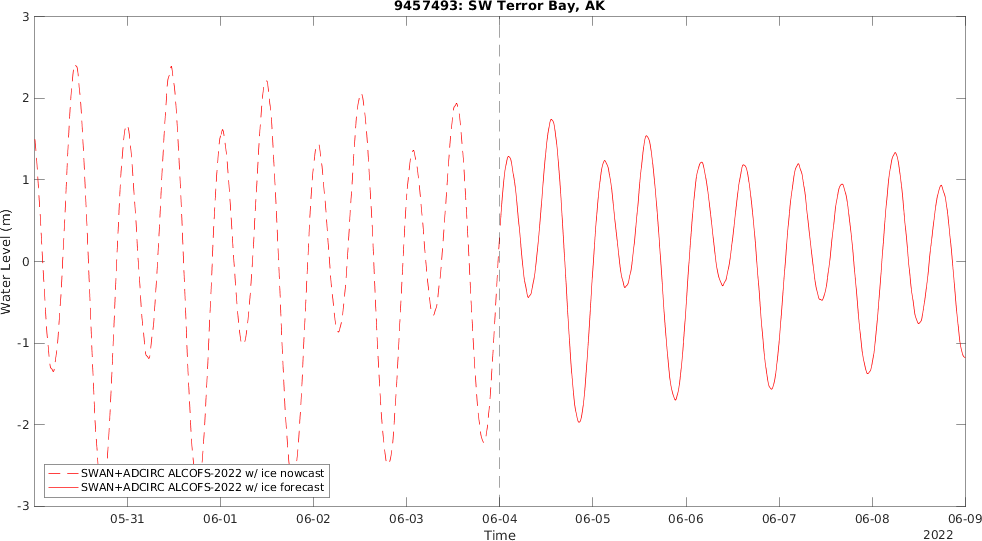 9457493: SW Terror Bay, AK
3
2
1
0
-1
-2
-3
Water Level (m)
SWAN+ADCIRC ALCOFS-2022 w/ ice nowcast
SWAN+ADCIRC ALCOFS-2022 w/ ice forecast
05-31 06-01 06-02 06-03 06-04 06-05 06-06 06-07 06-08 06-09
Time
2022